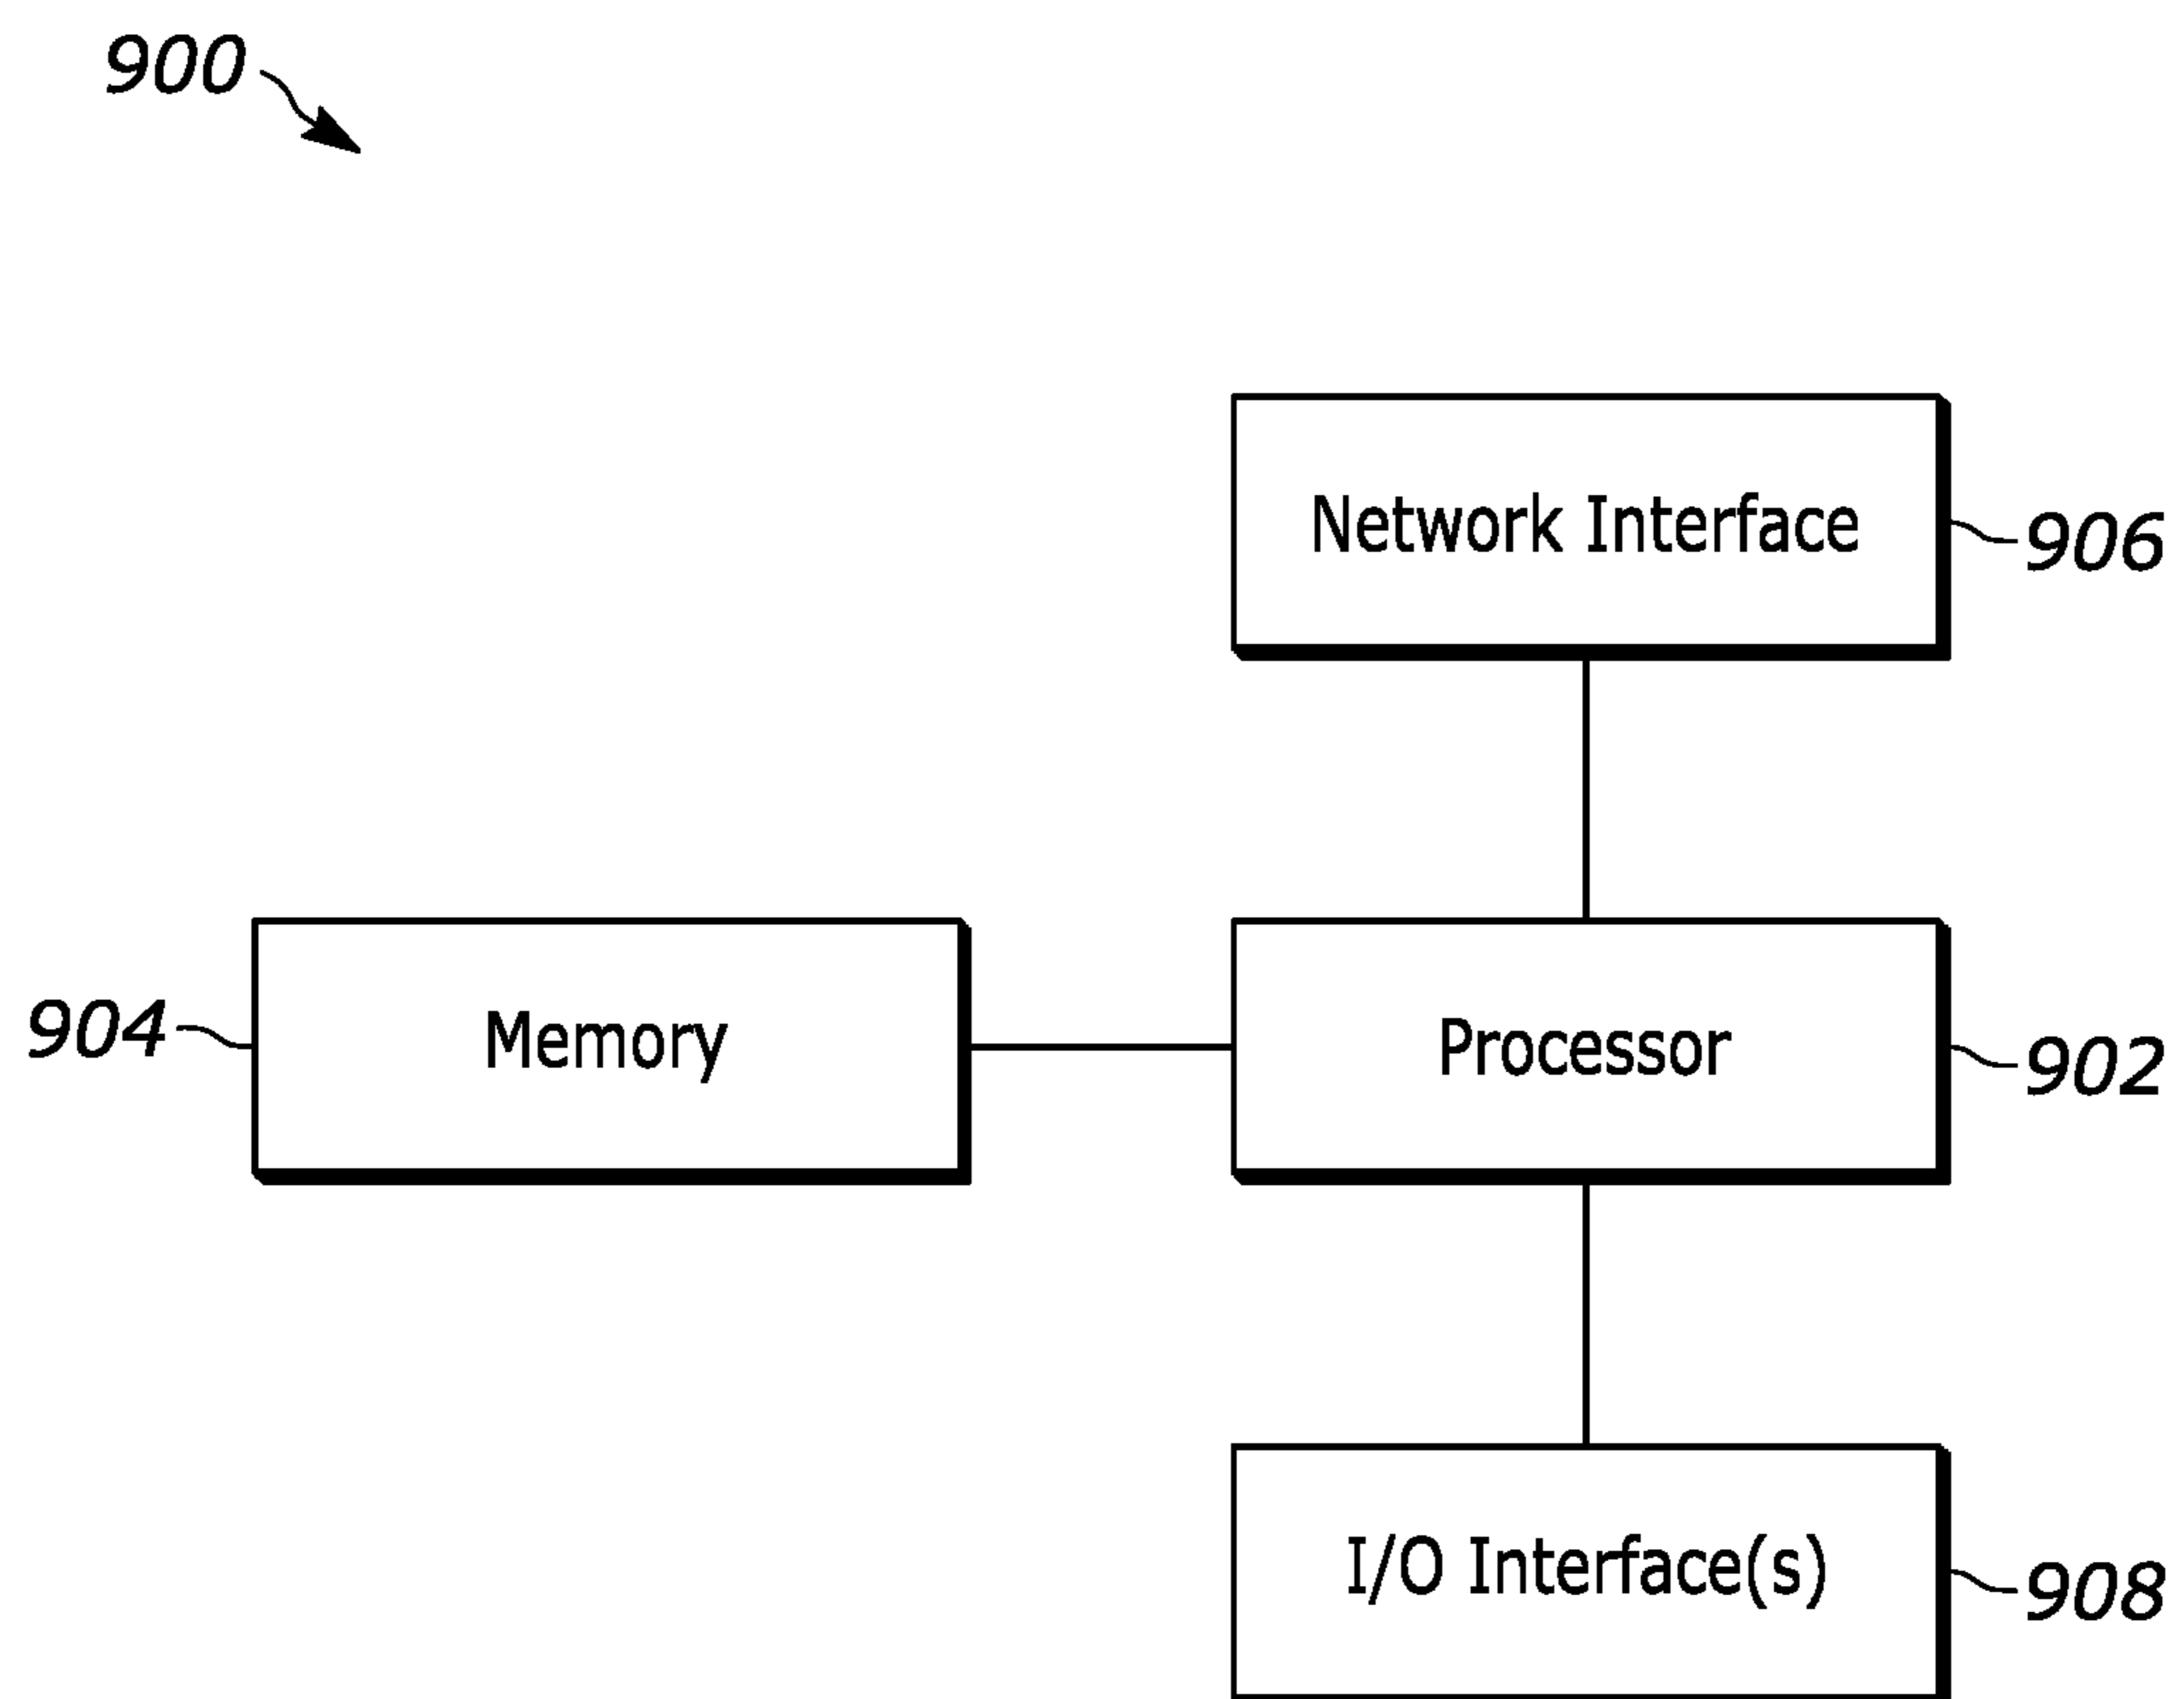 900
Network Interface
906
904
Memory
Processor
902
I/O Interface(s)
908